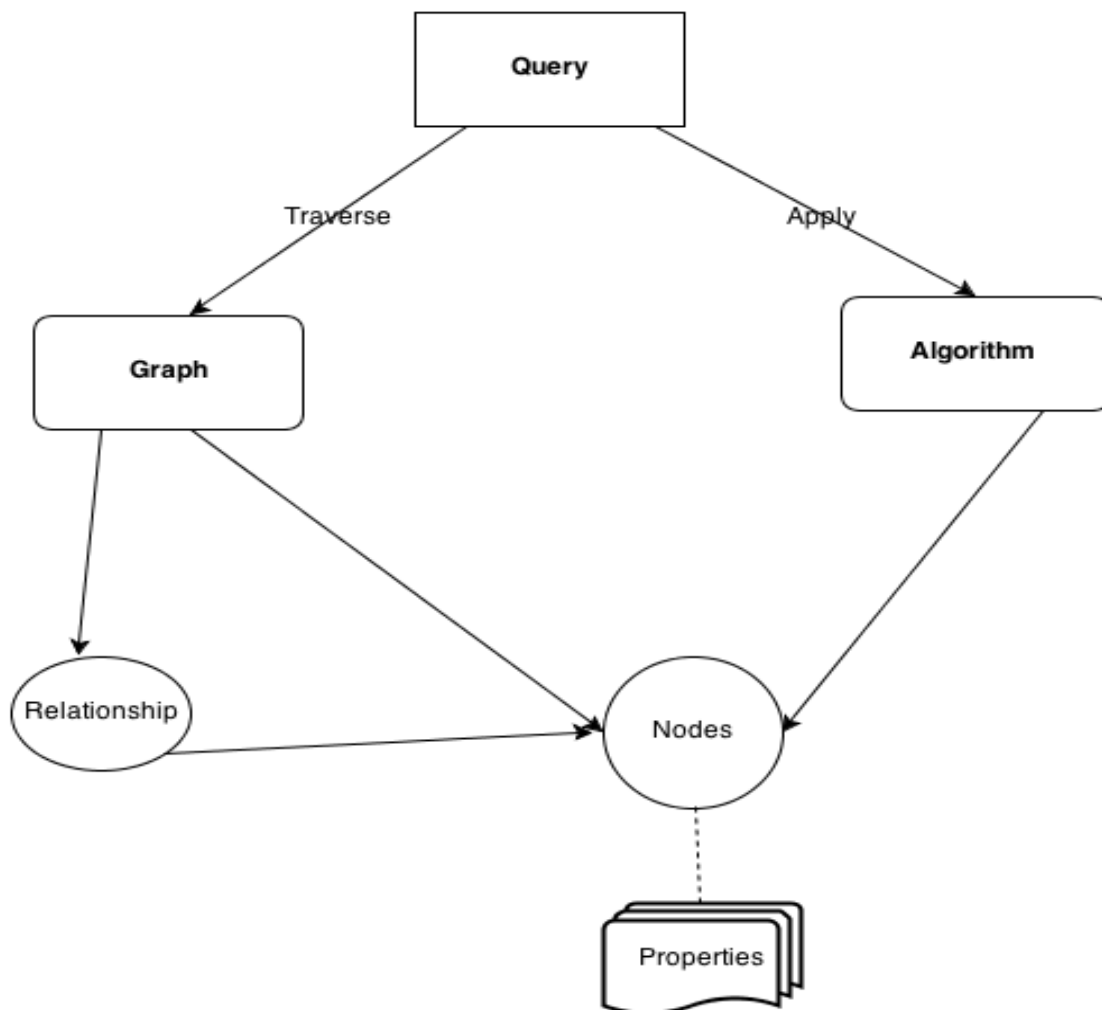 Query
Traverse
Apply
Graph
Algorithm
Relationship
Nodes
Properties